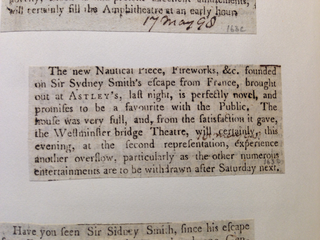 will certainly fill the Amphitheatre at an early hour
17 May 98
The new Nautical Piece, Fireworks, &c. founded
on Sir Sydney Smith's escape from France, brought
out at ASTLEY's, last night, is perfectly novel, and
promises to be a favourite with the Public. The
house was very full, and, from the satisfaction it gave,
the Westminster bridge Theatre, will certainly, this
evening, at the second representation, experience
another overflow, particularly as the other numerous
entertainments are to be withdrawn after Saturday next.
Have you seen Sir Sidney Smith, since his escape